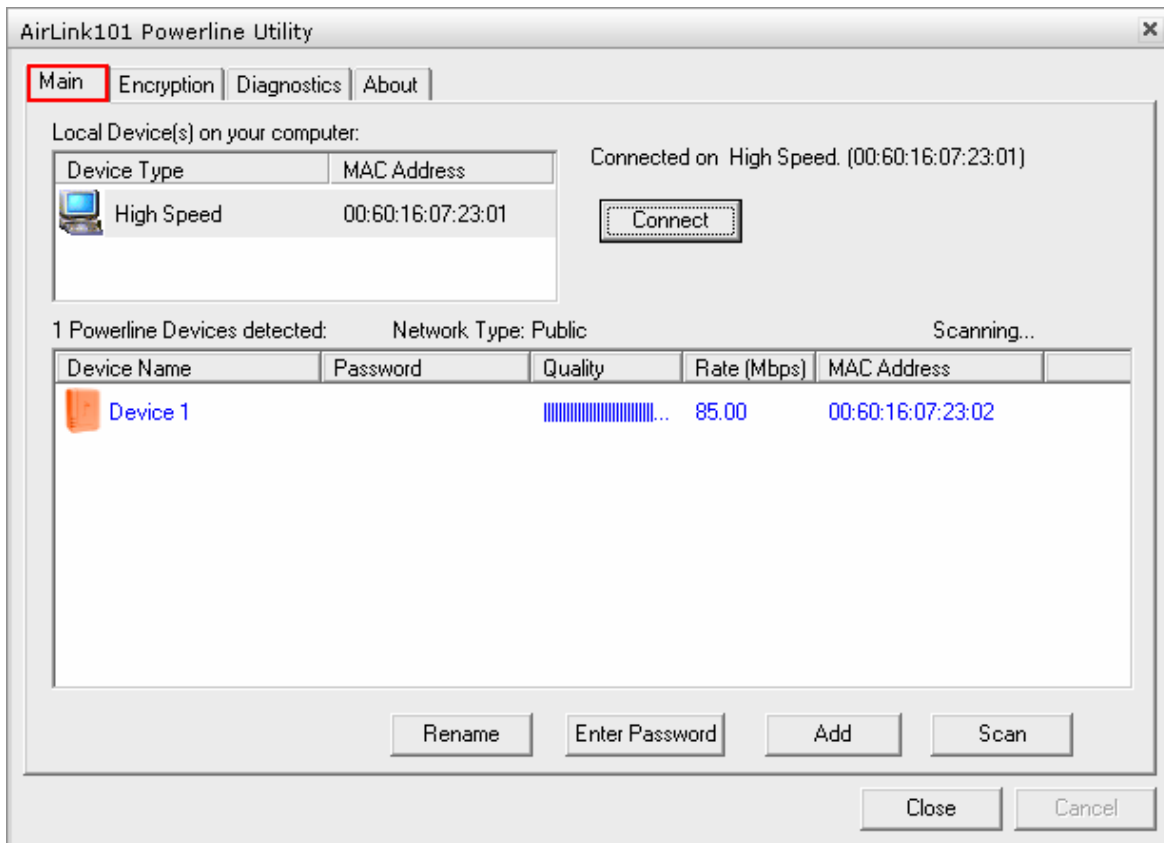 AirLink101 Powerline Utility
Main Encryption Diagnostics About
Local Device(s) on your computer:
Device Type MAC Address
High Speed 00:60:16:07:23:01
Connected on High Speed. (00:60:16:07:23:01)
Connect
1 Powerline Devices detected: Network Type: Public Scanning...
Device Name Password Quality Rate (Mbps) MAC Address
Device 1 ... 85.00 00:60:16:07:23:02
Rename Enter Password Add Scan
Close Cancel